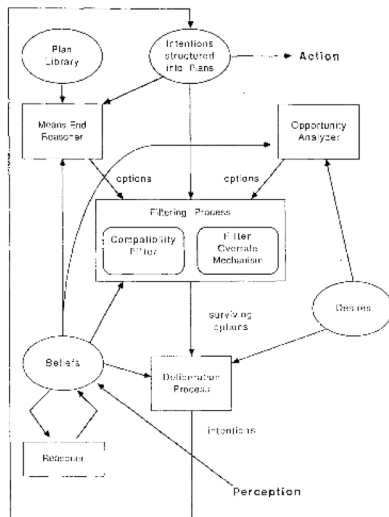 Plan
Library
Intentions
structured
into Plans
Action
Means End
Reasoner
Opportunity
Analyzer
options
options
Filtering Process
Compatibility
Filter
Filter
Override
Mechanism
surviving
options
Desires
Beliefs
Deliberation
Process
intentions
Reasoner
Perception